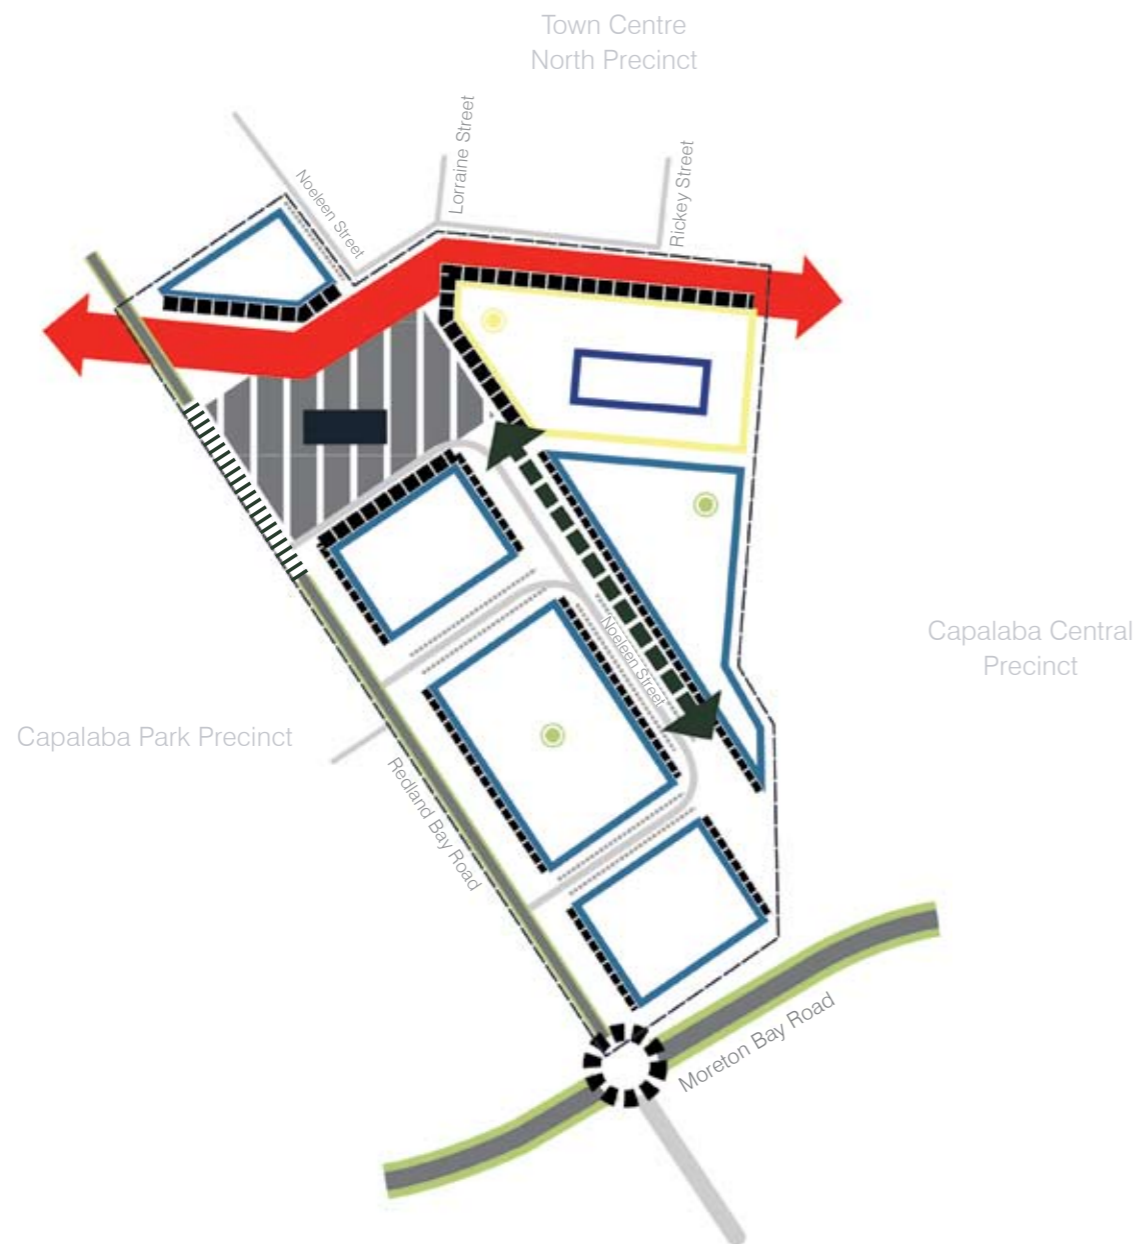 Town Centre
North Precinct
Lorraine Street
Rickey Street
Noeleen Street
Noeleen Street
Capalaba Central
Precinct
Capalaba Park Precinct
Redland Bay Road
Moreton Bay Road